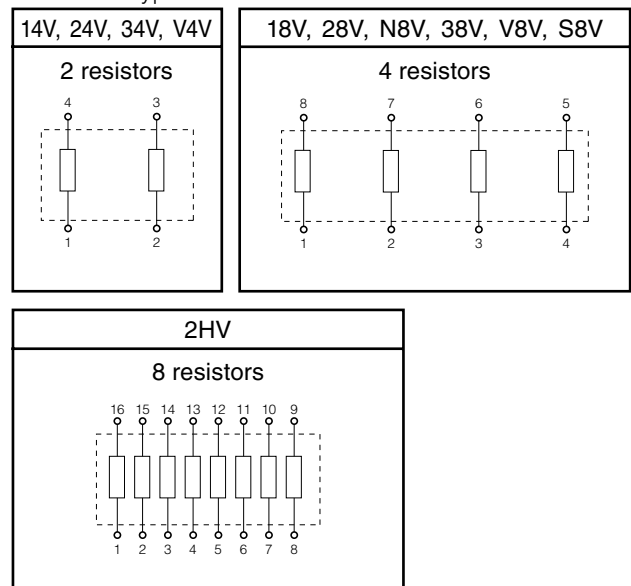 14V, 24V, 34V, V4V
2 resistors
4 3
1 2
18V, 28V, N8V, 38V, V8V, S8V
4 resistors
8 7 6 5
1 2 3 4
2HV
8 resistors
16 15 14 13 12 11 10 9
1 2 3 4 5 6 7 8